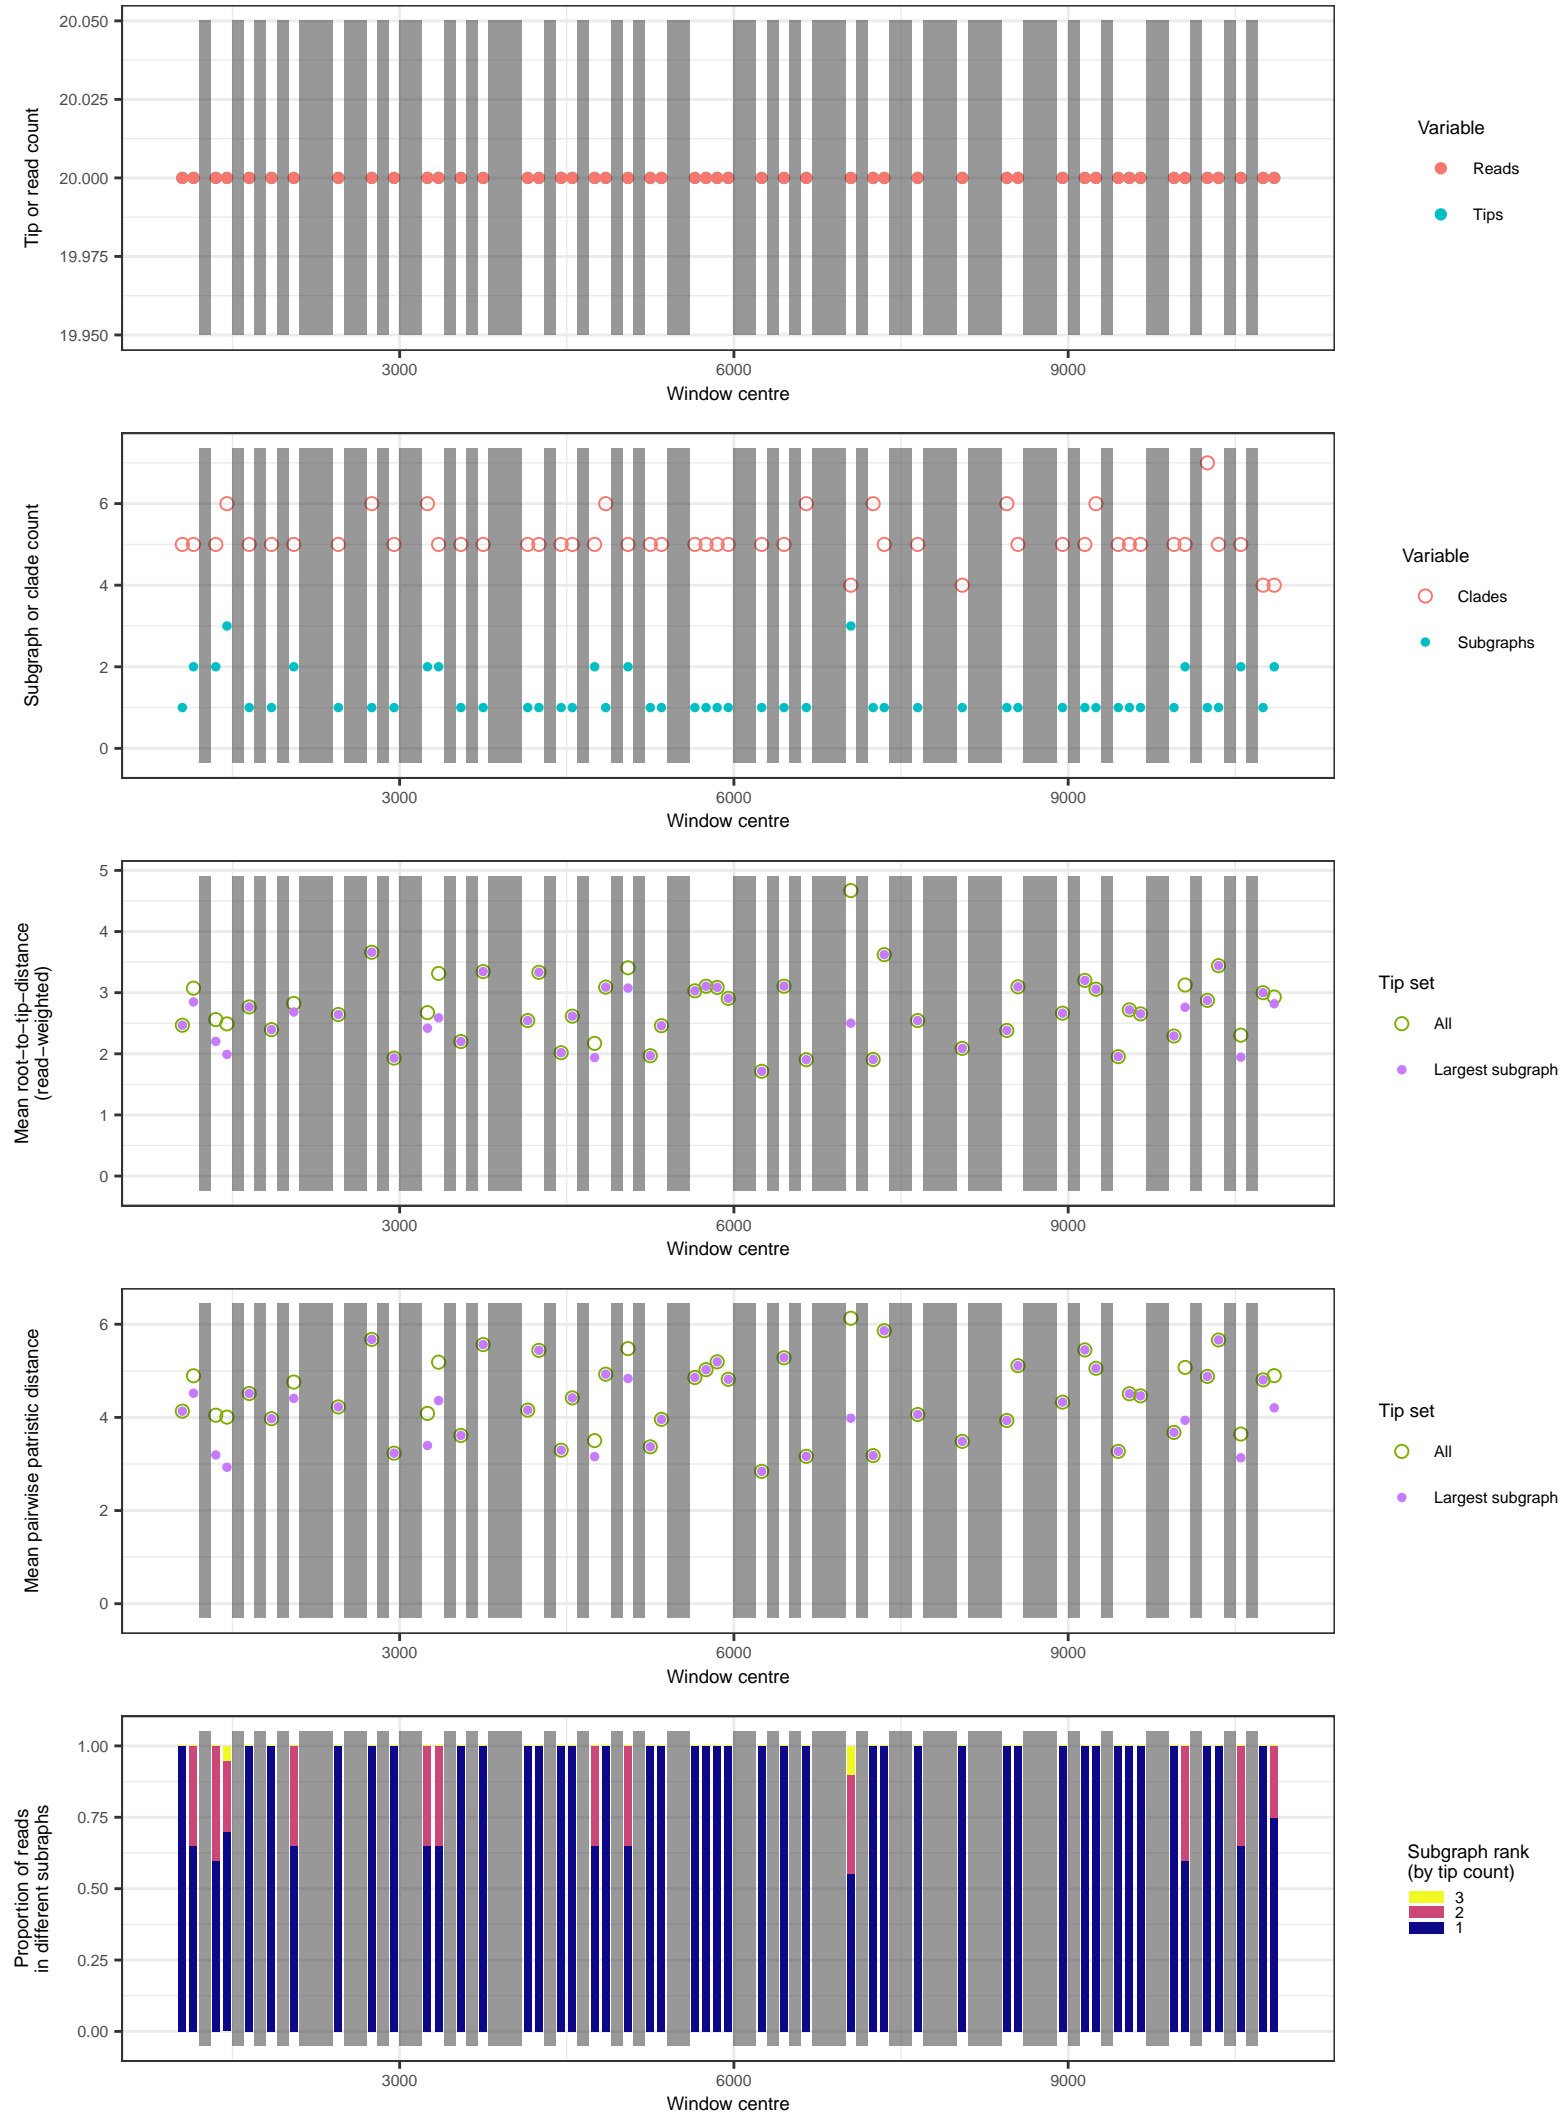 20.050
20.025
20.000
19.975
19.950
Tip or read count
3000
6000
9000
Window centre
Variable
Reads
Tips
6
4
2
0
Subgraph or clade count
3000
6000
9000
Window centre
Variable
Clades
Subgraphs
5
4
3
2
1
0
Mean root−to−tip−distance
(read−weighted)
3000
6000
9000
Window centre
Tip set
All
Largest subgraph
6
4
2
0
Mean pairwise patristic distance
3000
6000
9000
Window centre
Tip set
All
Largest subgraph
1.00
0.75
0.50
0.25
0.00
Proportion of reads
in different subraphs
3000
6000
9000
Window centre
Subgraph rank
(by tip count)
3
2
1